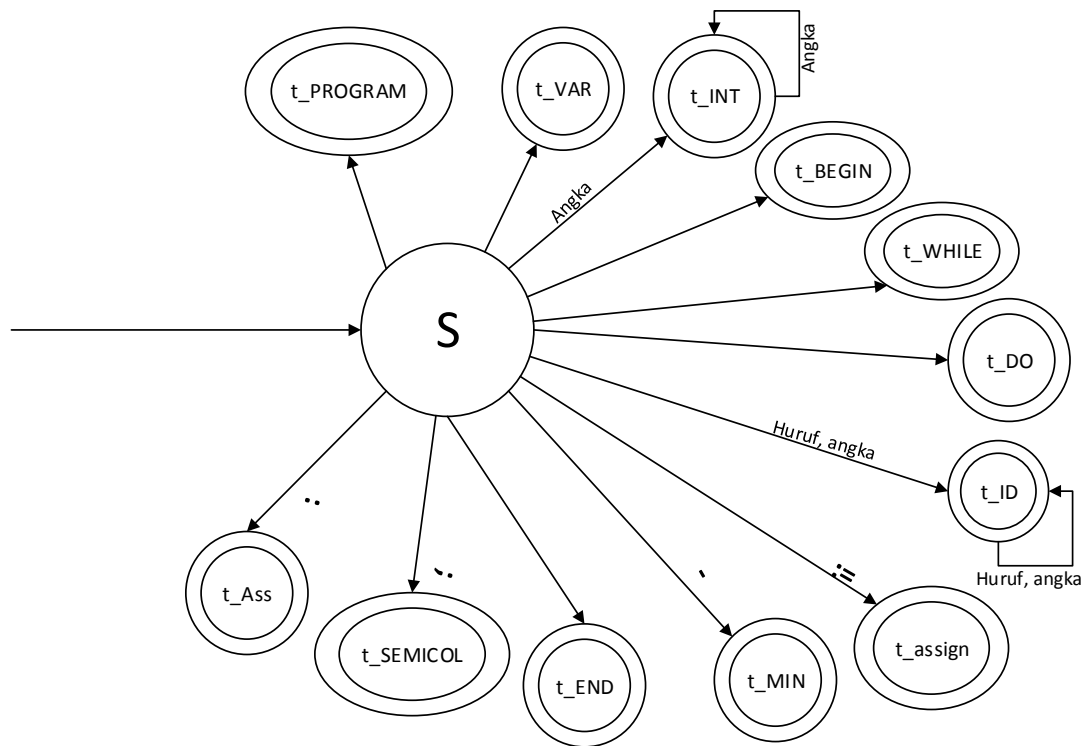 t_PROGRAM
t_VAR
t_INT
Angka
t_BEGIN
Angka
t_WHILE
S
t_DO
Huruf, angka
t_ID
Huruf, angka
:
;
-
:=
t_Ass
t_SEMICOL
t_END
t_MIN
t_assign